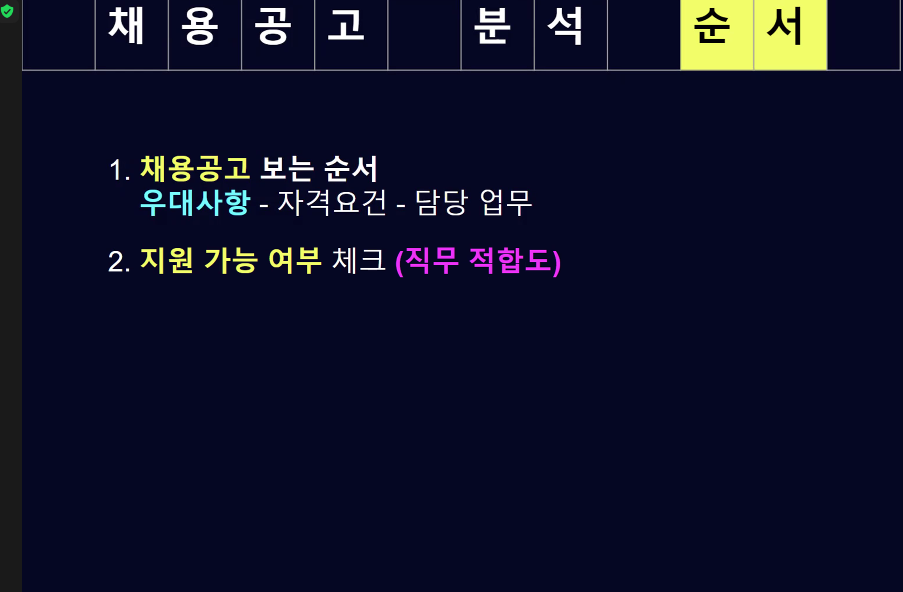 채용공고 분석 순서
1. 채용공고 보는 순서
우대사항 - 자격요건 - 담당 업무
2. 지원 가능 여부 체크 (직무 적합도)